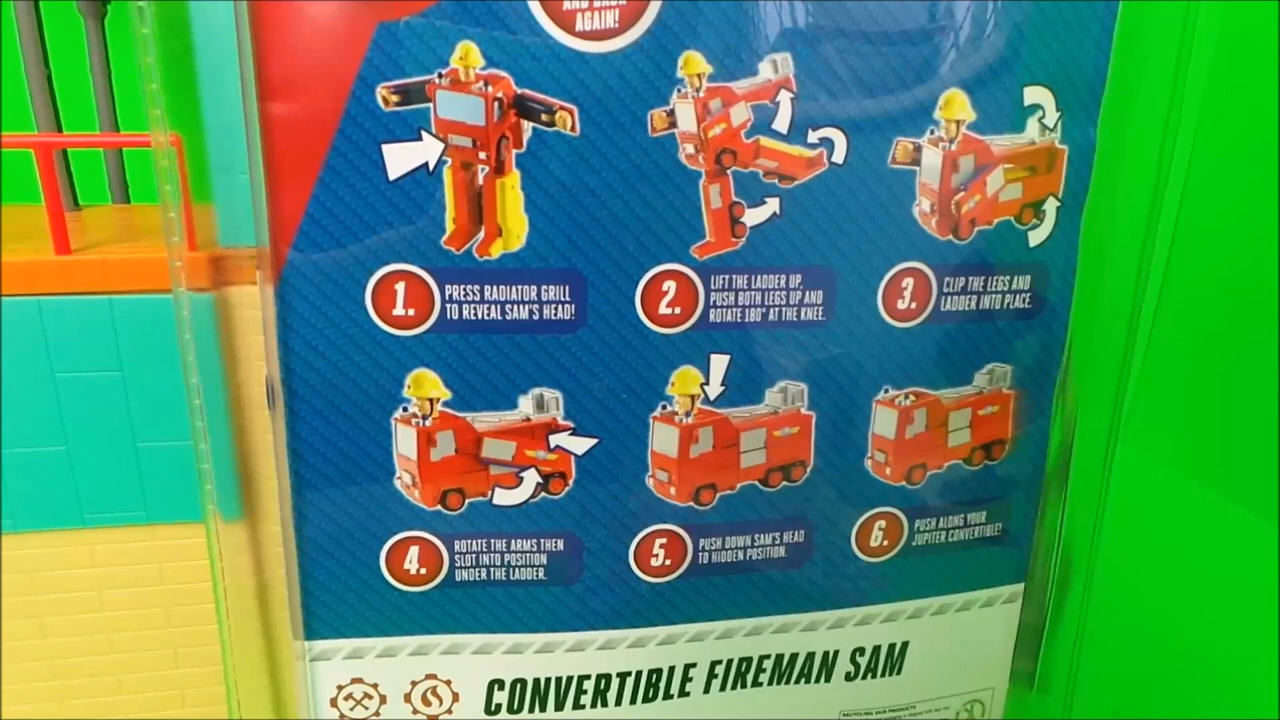 AND BACK
AGAIN!
1.
PRESS RADIATOR GRILL
TO REVEAL SAM'S HEAD!
2.
LIFT THE LADDER UP,
PUSH BOTH LEGS UP AND
ROTATE 180° AT THE KNEE.
3.
CLIP THE LEGS AND
LADDER INTO PLACE.
4.
ROTATE THE ARMS THEN
SLOT INTO POSITION
UNDER THE LADDER.
5.
PUSH DOWN SAM'S HEAD
TO HIDDEN POSITION.
6.
PUSH ALONG YOUR
JUPITER CONVERTIBLE!
CONVERTIBLE FIREMAN SAM
RECYCLING OUR PRODUCTS